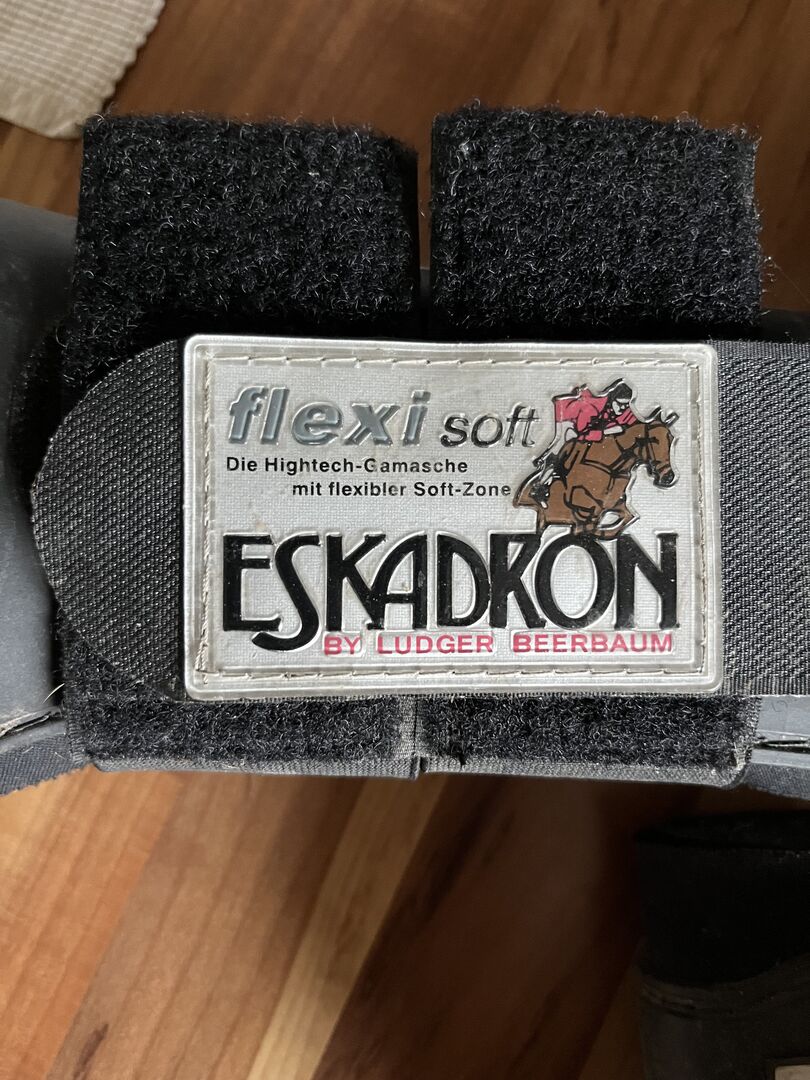 flexi soft
Die Hightech-Gamasche
mit flexibler Soft-Zone
ESKADRON
BY LUDGER BEERBAUM